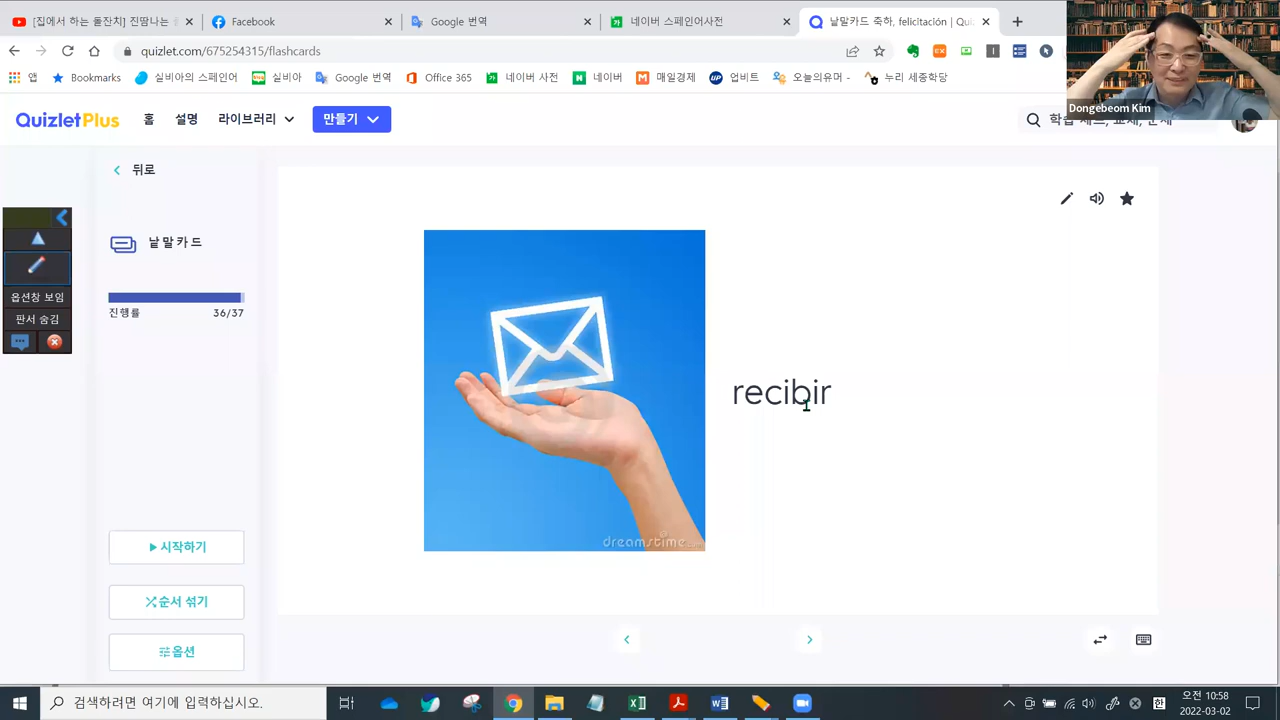 [집에서 하는 돌잔치] 진땀나는
Facebook
Google 번역
네이버 스페인어사전
낱말카드 축하, felicitación | Qui
quizlet.com/675254315/flashcards
앱
Bookmarks
실비아의 스페인어
실비아
Google 번역
Office 365
네이버 사전
네이버
매일경제
업비트
오늘의유머 -
누리 세종학당
Dongebeom Kim
QuizletPlus
홈
설명
라이브러리
만들기
뒤로
낱말카드
진행률
36/37
옵션창 보임
판서 숨김
recibir
dreamstime.com
시작하기
순서 섞기
옵션
검색하려면 여기에 입력하십시오.
한
오전 10:58
2022-03-02